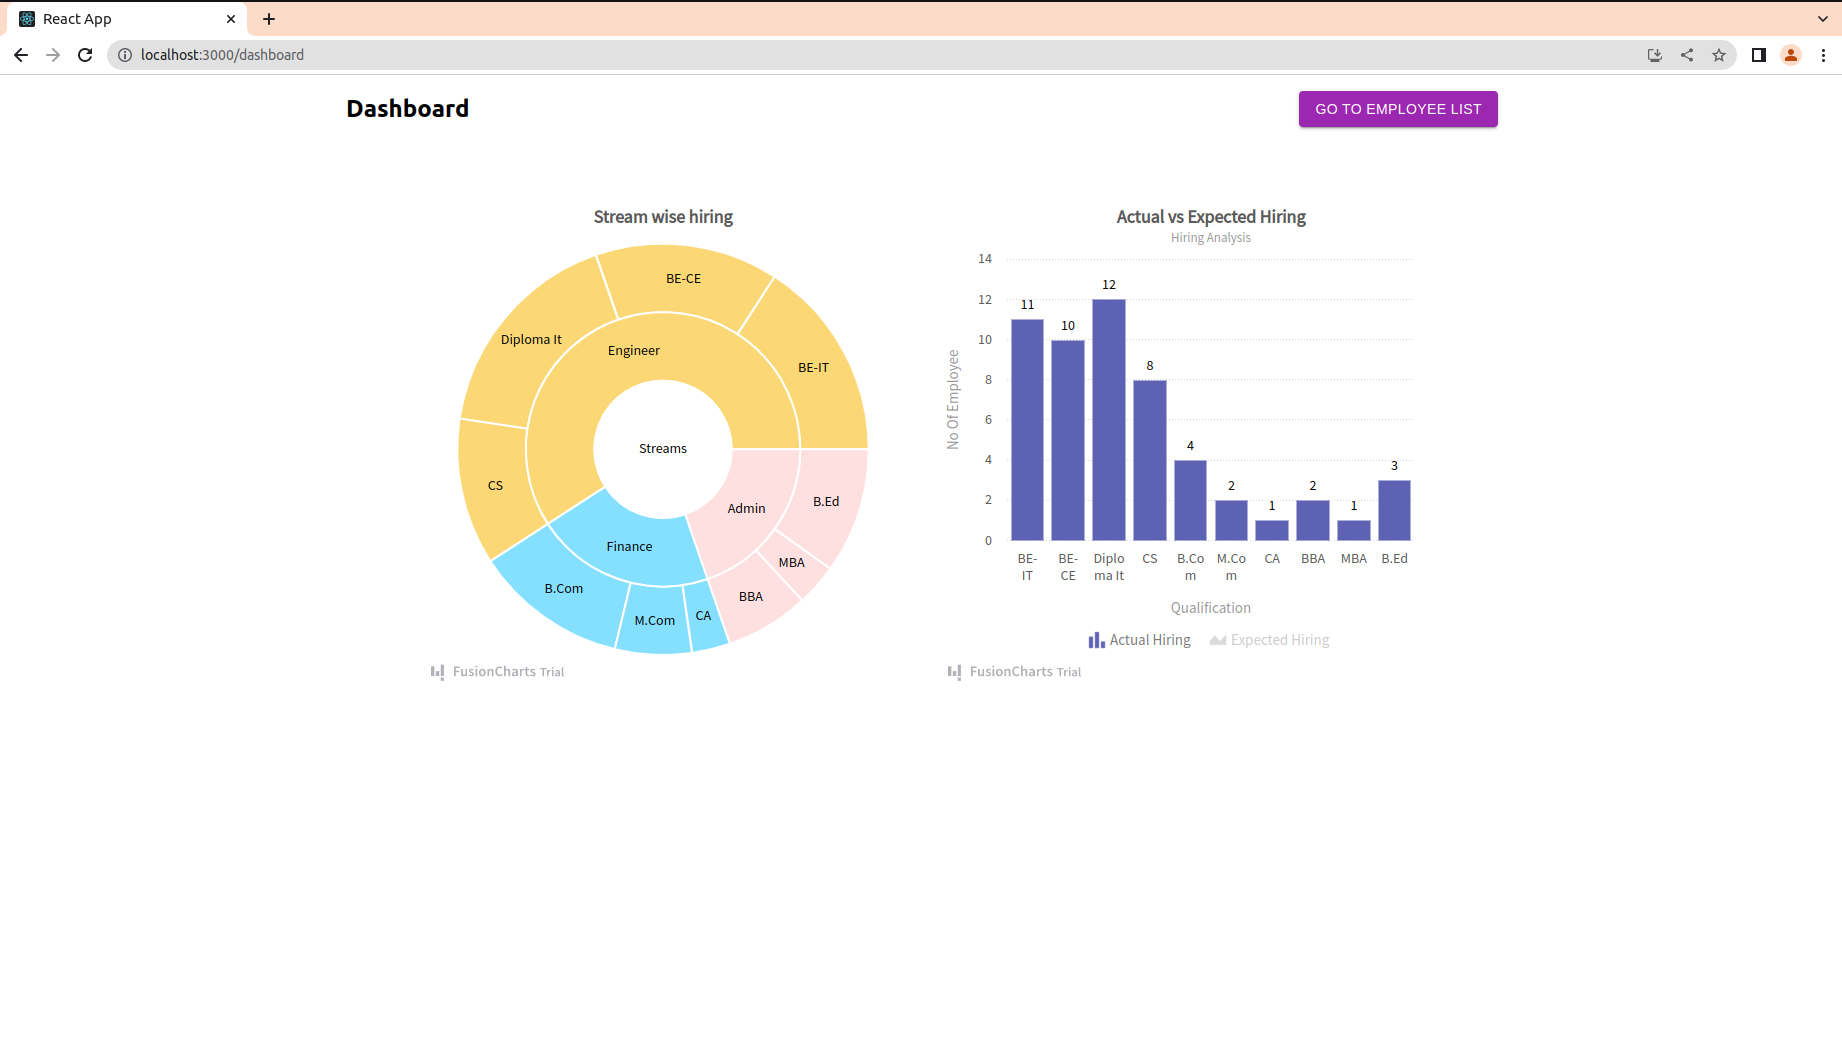 React App
localhost:3000/dashboard
Dashboard
GO TO EMPLOYEE LIST
Stream wise hiring
BE-CE
Diploma It
Engineer
BE-IT
Streams
CS
B.Ed
Admin
Finance
MBA
B.Com
BBA
CA
M.Com
FusionCharts Trial
Actual vs Expected Hiring
Hiring Analysis
14
12
10
8
6
4
2
0
No Of Employee
11
10
12
8
4
2
1
2
1
3
BE-
IT
BE-
CE
Diplo
ma It
CS
B.Co
m
M.Co
m
CA
BBA
MBA
B.Ed
Qualification
Actual Hiring
Expected Hiring
FusionCharts Trial